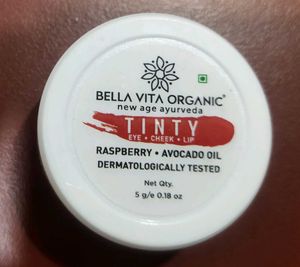 BELLA VITA ORGANIC®
new age ayurveda
TINTY
EYE • CHEEK • LIP
RASPBERRY • AVOCADO OIL
DERMATOLOGICALLY TESTED
Net Qty.
5 g/e 0.18 oz